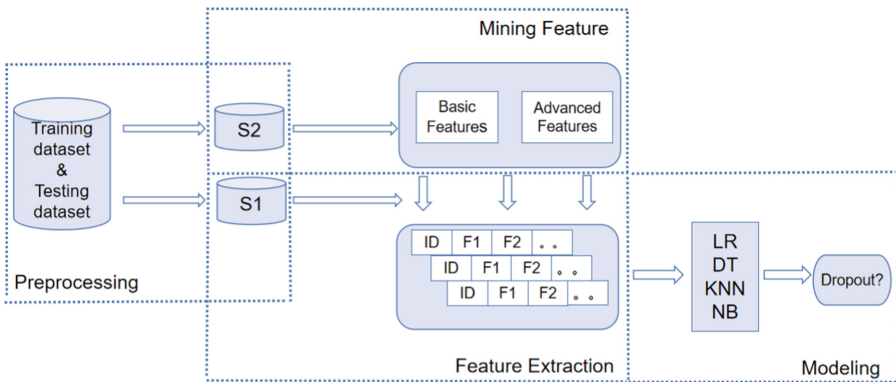 Mining Feature
Training
dataset
&
Testing
dataset
S2
Basic
Features
Advanced
Features
S1
Preprocessing
ID F1 F2 。。
ID F1 F2 。。
ID F1 F2 。。
LR
DT
KNN
NB
Dropout?
Feature Extraction
Modeling